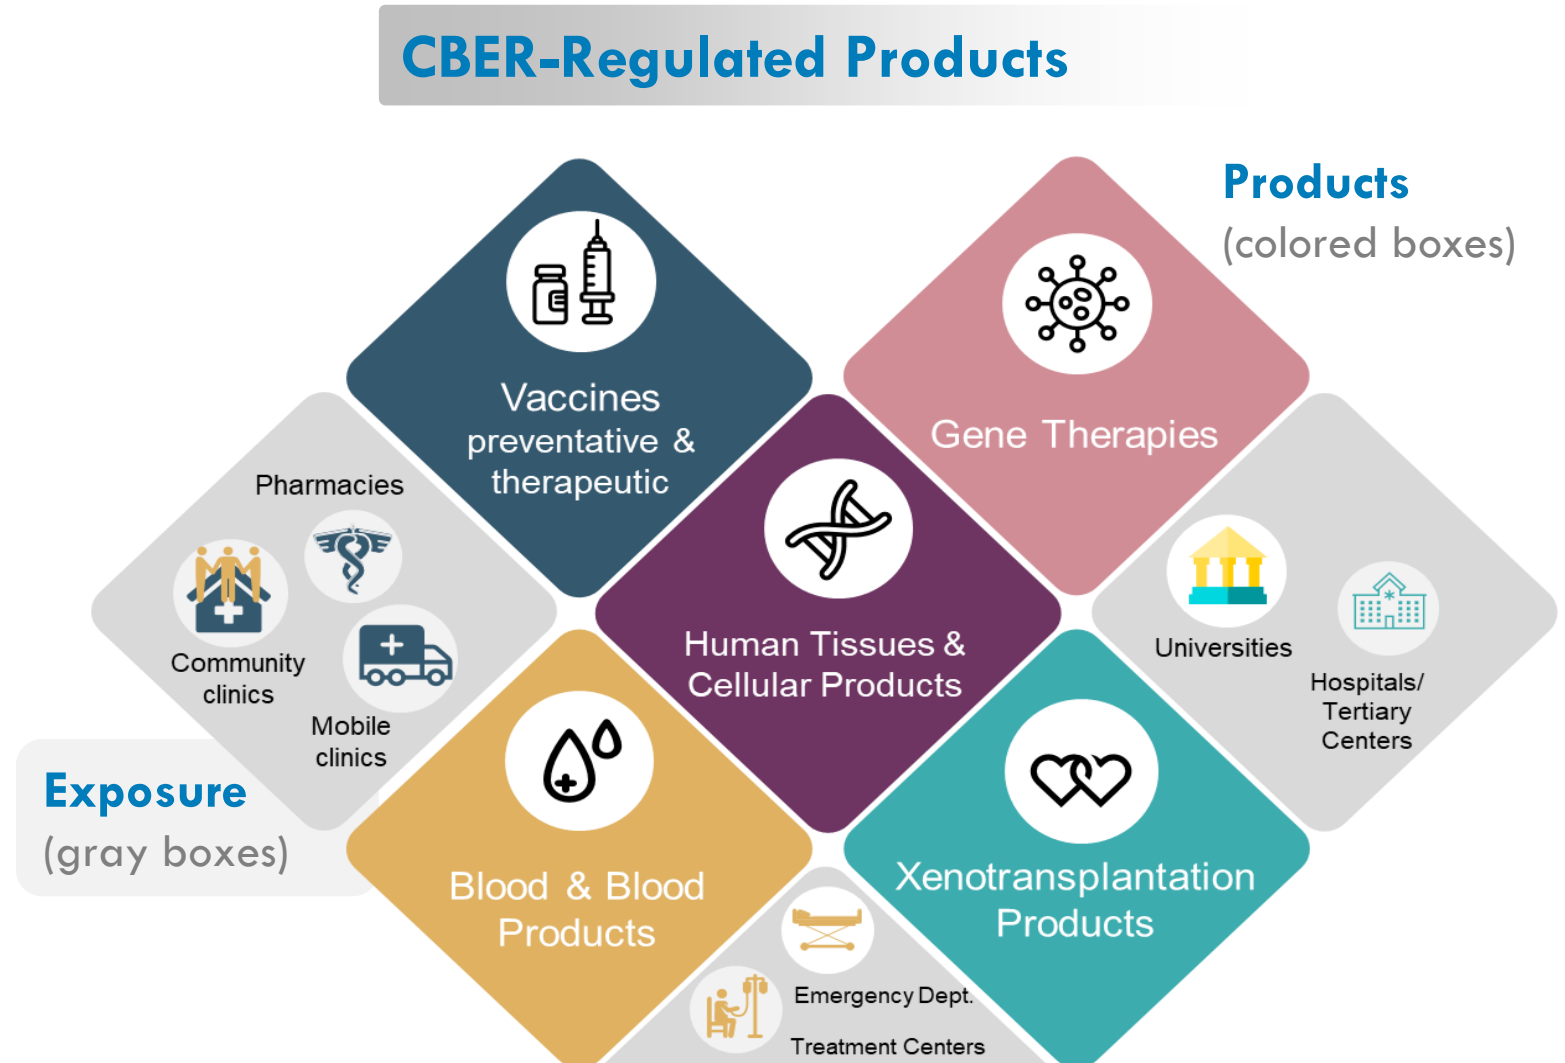 CBER-Regulated Products
Products
(colored boxes)
Vaccines
preventative &
therapeutic
Gene Therapies
Pharmacies
Community
clinics
Mobile
clinics
Human Tissues &
Cellular Products
Universities
Hospitals/
Tertiary
Centers
Exposure
(gray boxes)
Blood & Blood
Products
Xenotransplantation
Products
Emergency Dept.
Treatment Centers